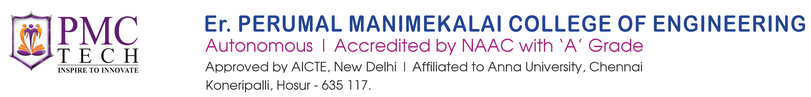 PMC
TECH
INSPIRE TO INNOVATE
Er. PERUMAL MANIMEKALAI COLLEGE OF ENGINEERING
Autonomous | Accredited by NAAC with ‘A’ Grade
Approved by AICTE, New Delhi | Affiliated to Anna University, Chennai
Koneripalli, Hosur - 635 117.